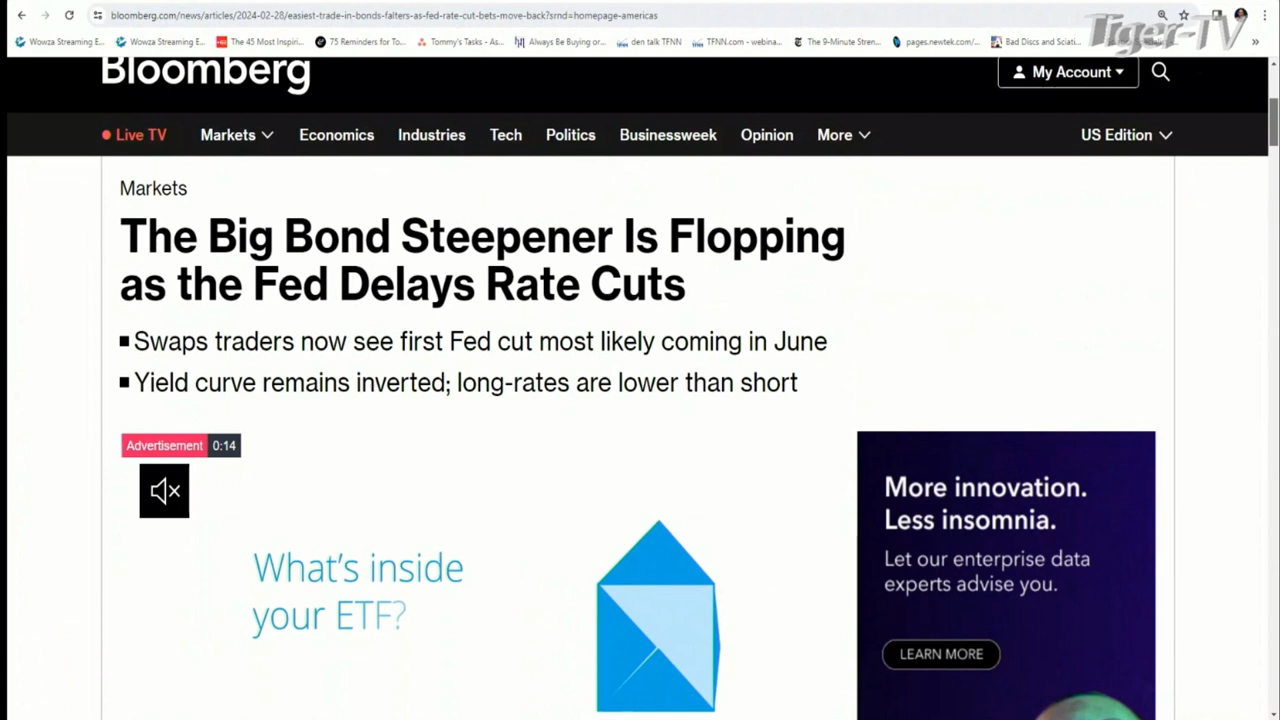 bloomberg.com/news/articles/2024-02-28/easiest-trade-in-bonds-falters-as-fed-rate-cut-bets-move-back?srnd=homepage-americas
Wowza Streaming E... Wowza Streaming E... The 45 Most Inspiri... 75 Reminders for To... Tommy's Tasks - As... Always Be Buying or... den talk TFNN TFNN.com - webina... The 9-Minute Stren... pages.newtek.com/... Bad Discs and Sciati... »
Tiger-TV
Bloomberg
My Account
Live TV Markets Economics Industries Tech Politics Businessweek Opinion More US Edition
Markets
The Big Bond Steepener Is Flopping
as the Fed Delays Rate Cuts
Swaps traders now see first Fed cut most likely coming in June
Yield curve remains inverted; long-rates are lower than short
Advertisement 0:14
What's inside
your ETF?
More innovation.
Less insomnia.
Let our enterprise data
experts advise you.
LEARN MORE